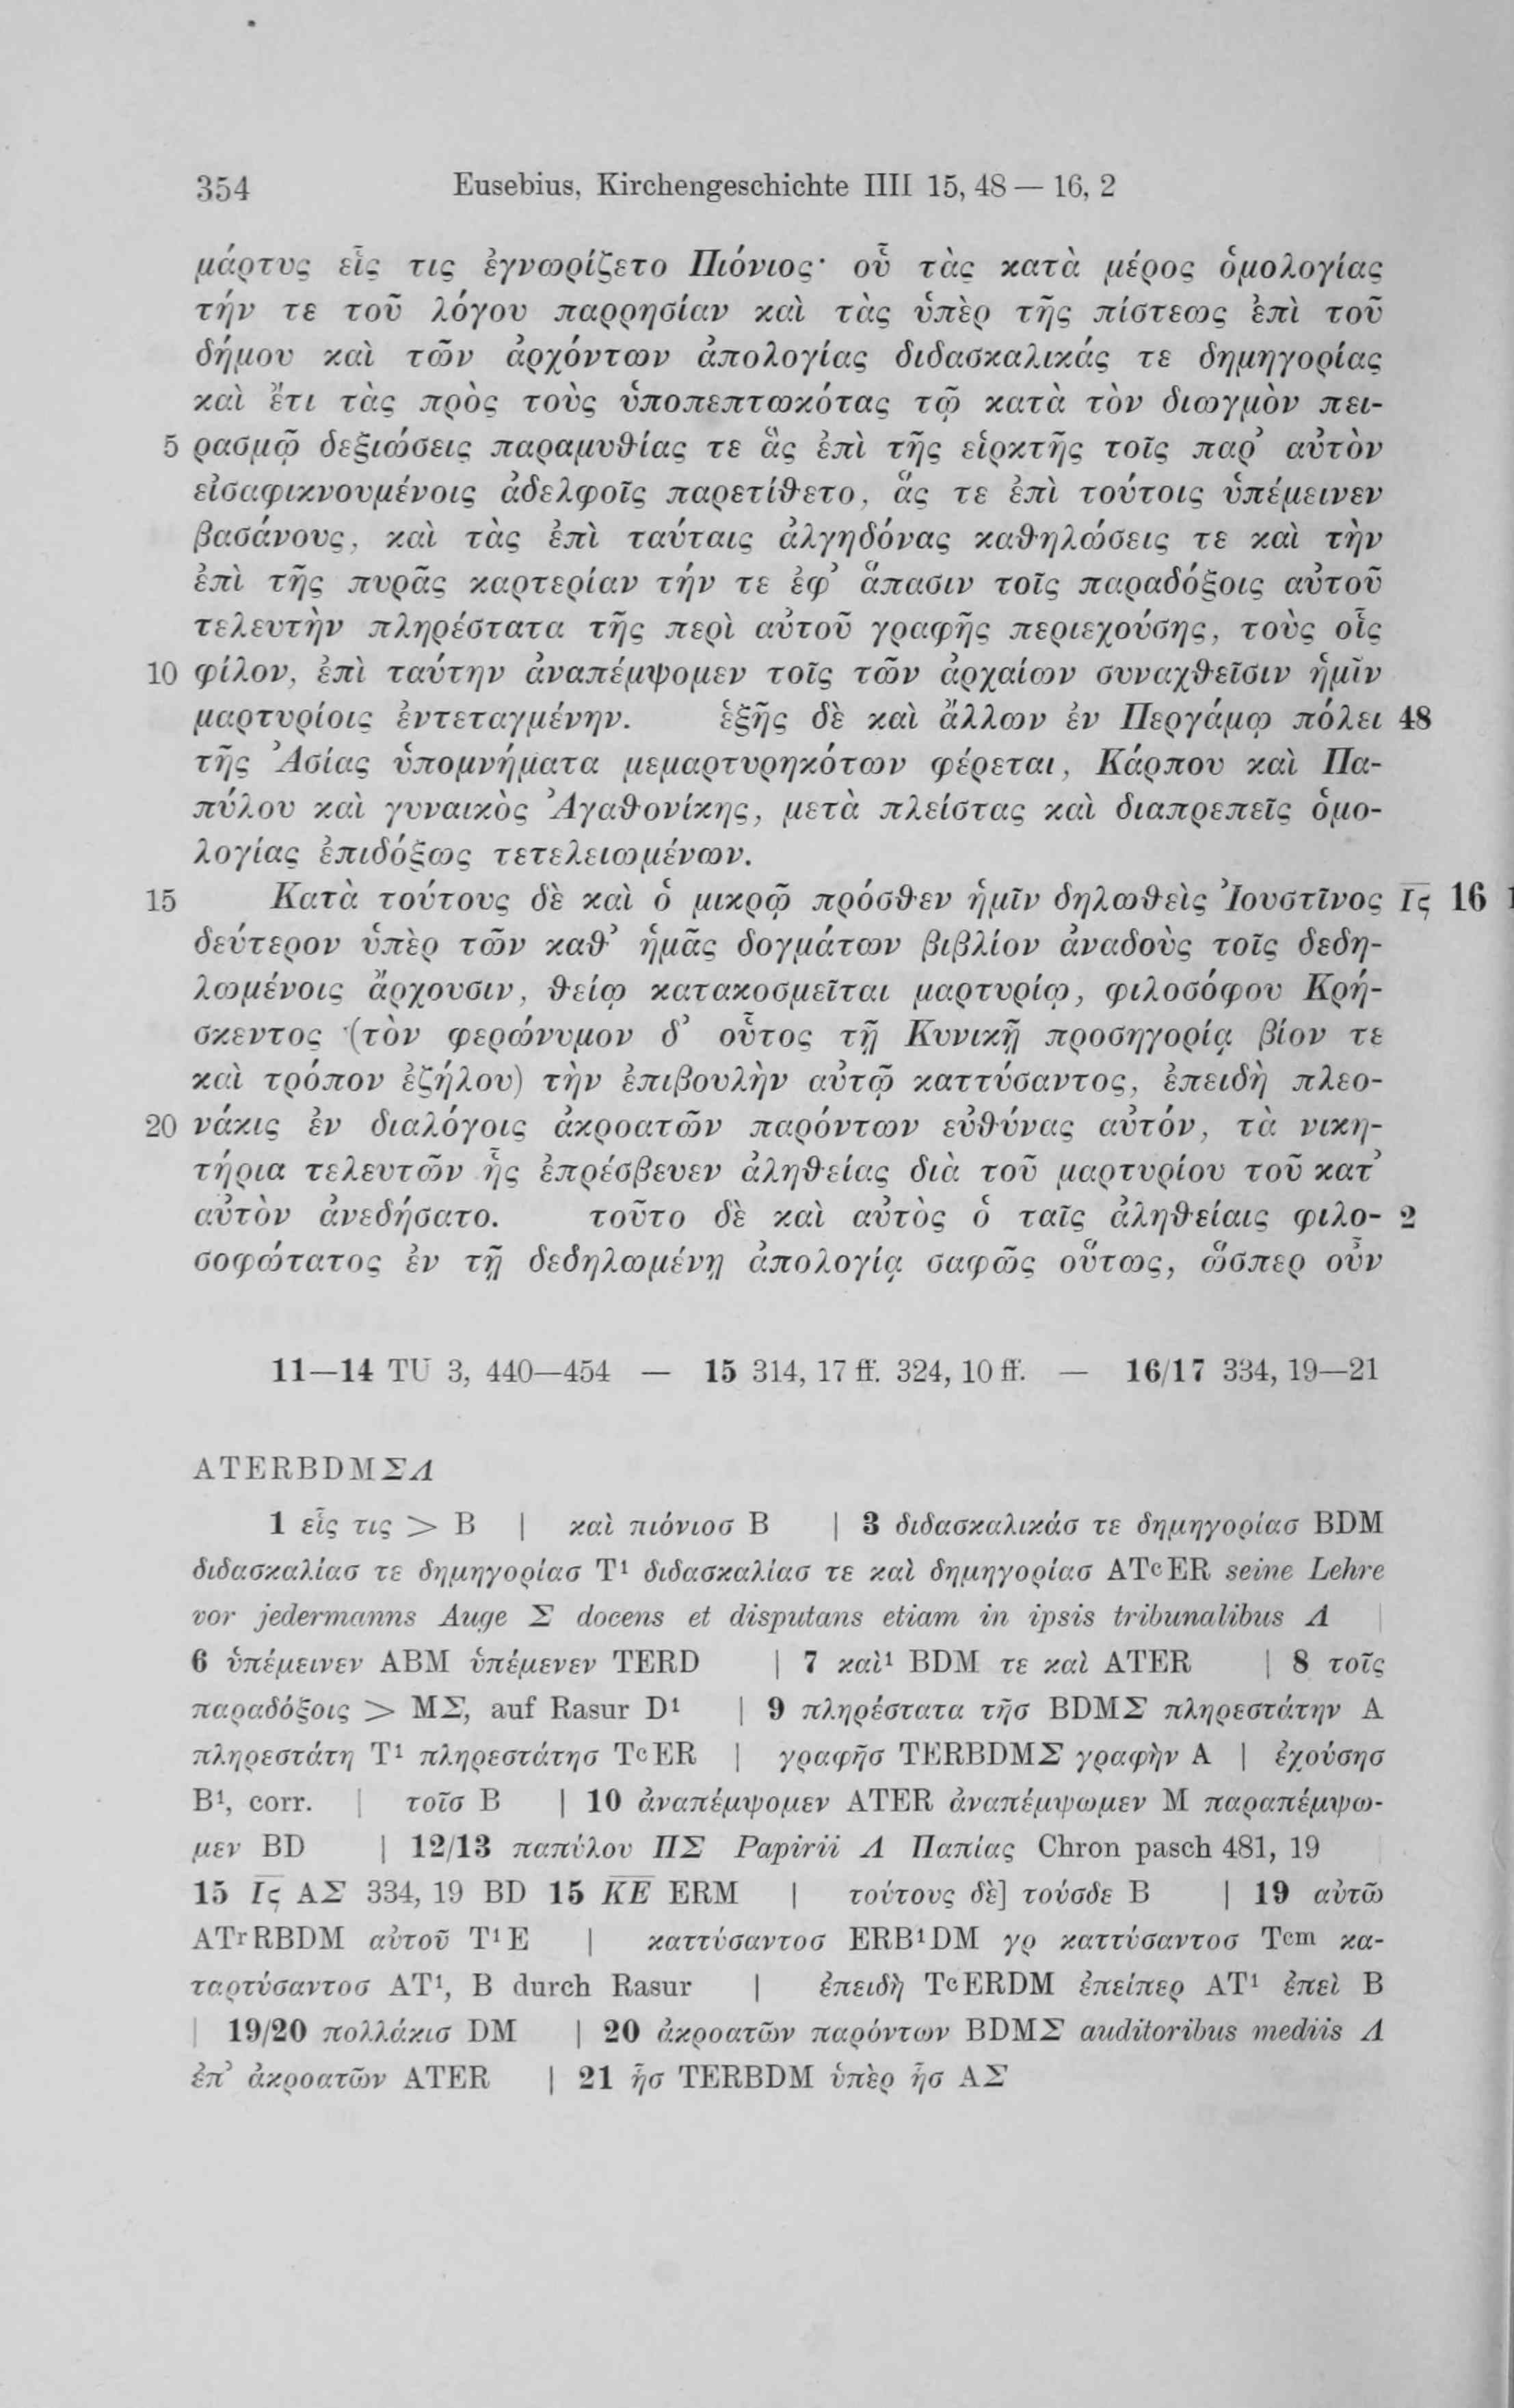 354 Eusebius, Kirchengeschichte IIII 15, 48 — 16, 2
μάρτυς εἷς τις ἐγνωρίζετο Πιόνιος· οὗ τὰς κατὰ μέρος ὁμολογίας
τήν τε τοῦ λόγου παρρησίαν καὶ τὰς ὑπὲρ τῆς πίστεως ἐπὶ τοῦ
δήμου καὶ τῶν ἀρχόντων ἀπολογίας διδασκαλικάς τε δημηγορίας
καὶ ἔτι τὰς πρὸς τοὺς ὑποπεπτωκότας τῷ κατὰ τὸν διωγμὸν πει-
5 ρασμῷ δεξιώσεις παραμυθίας τε ἃς ἐπὶ τῆς εἱρκτῆς τοῖς παρ᾽ αὐτὸν
εἰσαφικνουμένοις ἀδελφοῖς παρετίθετο, ἅς τε ἐπὶ τούτοις ὑπέμεινεν
βασάνους, καὶ τὰς ἐπὶ ταύταις ἀλγηδόνας καθηλώσεις τε καὶ τὴν
ἐπὶ τῆς πυρᾶς καρτερίαν τήν τε ἐφ᾽ ἅπασιν τοῖς παραδόξοις αὐτοῦ
τελευτὴν πληρέστατα τῆς περὶ αὐτοῦ γραφῆς περιεχούσης, τοὺς οἷς
10 φίλον, ἐπὶ ταύτην ἀναπέμψομεν τοῖς τῶν ἀρχαίων συναχθεῖσιν ἡμῖν
μαρτυρίοις ἐντεταγμένην. ἑξῆς δὲ καὶ ἄλλων ἐν Περγάμῳ πόλει 48
τῆς Ἀσίας ὑπομνήματα μεμαρτυρηκότων φέρεται, Κάρπου καὶ Πα-
πύλου καὶ γυναικὸς Ἀγαθονίκης, μετὰ πλείστας καὶ διαπρεπεῖς ὁμο-
λογίας ἐπιδόξως τετελειωμένων.
15 Κατὰ τούτους δὲ καὶ ὁ μικρῷ πρόσθεν ἡμῖν δηλωθεὶς Ἰουστῖνος Ις 16 1
δεύτερον ὑπὲρ τῶν καθ᾽ ἡμᾶς δογμάτων βιβλίον ἀναδοὺς τοῖς δεδη-
λωμένοις ἄρχουσιν, θείῳ κατακοσμεῖται μαρτυρίῳ, φιλοσόφου Κρή-
σκεντος (τὸν φερώνυμον δ᾽ οὗτος τῇ Κυνικῇ προσηγορίᾳ βίον τε
καὶ τρόπον ἐζήλου) τὴν ἐπιβουλὴν αὐτῷ καττύσαντος, ἐπειδὴ πλεο-
20 νάκις ἐν διαλόγοις ἀκροατῶν παρόντων εὐθύνας αὐτόν, τὰ νικη-
τήρια τελευτῶν ἧς ἐπρέσβευεν ἀληθείας διὰ τοῦ μαρτυρίου τοῦ κατ᾽
αὐτὸν ἀνεδήσατο. τοῦτο δὲ καὶ αὐτὸς ὁ ταῖς ἀληθείαις φιλο- 2
σοφώτατος ἐν τῇ δεδηλωμένῃ ἀπολογίᾳ σαφῶς οὕτως, ὥσπερ οὖν
11—14 TU 3, 440—454 — 15 314, 17 ff. 324, 10 ff. — 16/17 334, 19—21
ATERBDMΣΛ
1 εἷς τις > B | καὶ πιόνιοσ B | 3 διδασκαλικάσ τε δημηγορίασ BDM
διδασκαλίασ τε δημηγορίασ T¹ διδασκαλίασ τε καὶ δημηγορίασ ATᶜER seine Lehre
vor jedermanns Auge Σ docens et disputans etiam in ipsis tribunalibus Λ |
6 ὑπέμεινεν ABM ὑπέμενεν TERD | 7 καὶ¹ BDM τε καὶ ATER | 8 τοῖς
παραδόξοις > MΣ, auf Rasur D¹ | 9 πληρέστατα τῆσ BDMΣ πληρεστάτην A
πληρεστάτη T¹ πληρεστάτησ TᶜER | γραφῆσ TERBDMΣ γραφὴν A | ἐχούσησ
B¹, corr. | τοῖσ B | 10 ἀναπέμψομεν ATER ἀναπέμψωμεν M παραπέμψω-
μεν BD | 12/13 παπύλου ΠΣ Papirii Λ Παπίας Chron pasch 481, 19
15 Ις AΣ 334, 19 BD 15 ΚΕ ERM | τούτους δὲ] τούσδε B | 19 αὐτῶ
ATʳRBDM αὐτοῦ T¹E | καττύσαντοσ ERB¹DM γρ καττύσαντοσ Tᶜᵐ κα-
ταρτύσαντοσ AT¹, B durch Rasur | ἐπειδὴ TᶜERDM ἐπείπερ AT¹ ἐπεὶ B
| 19/20 πολλάκισ DM | 20 ἀκροατῶν παρόντων BDMΣ auditoribus mediis Λ
ἐπ᾽ ἀκροατῶν ATER | 21 ἧσ TERBDM ὑπὲρ ἧσ AΣ